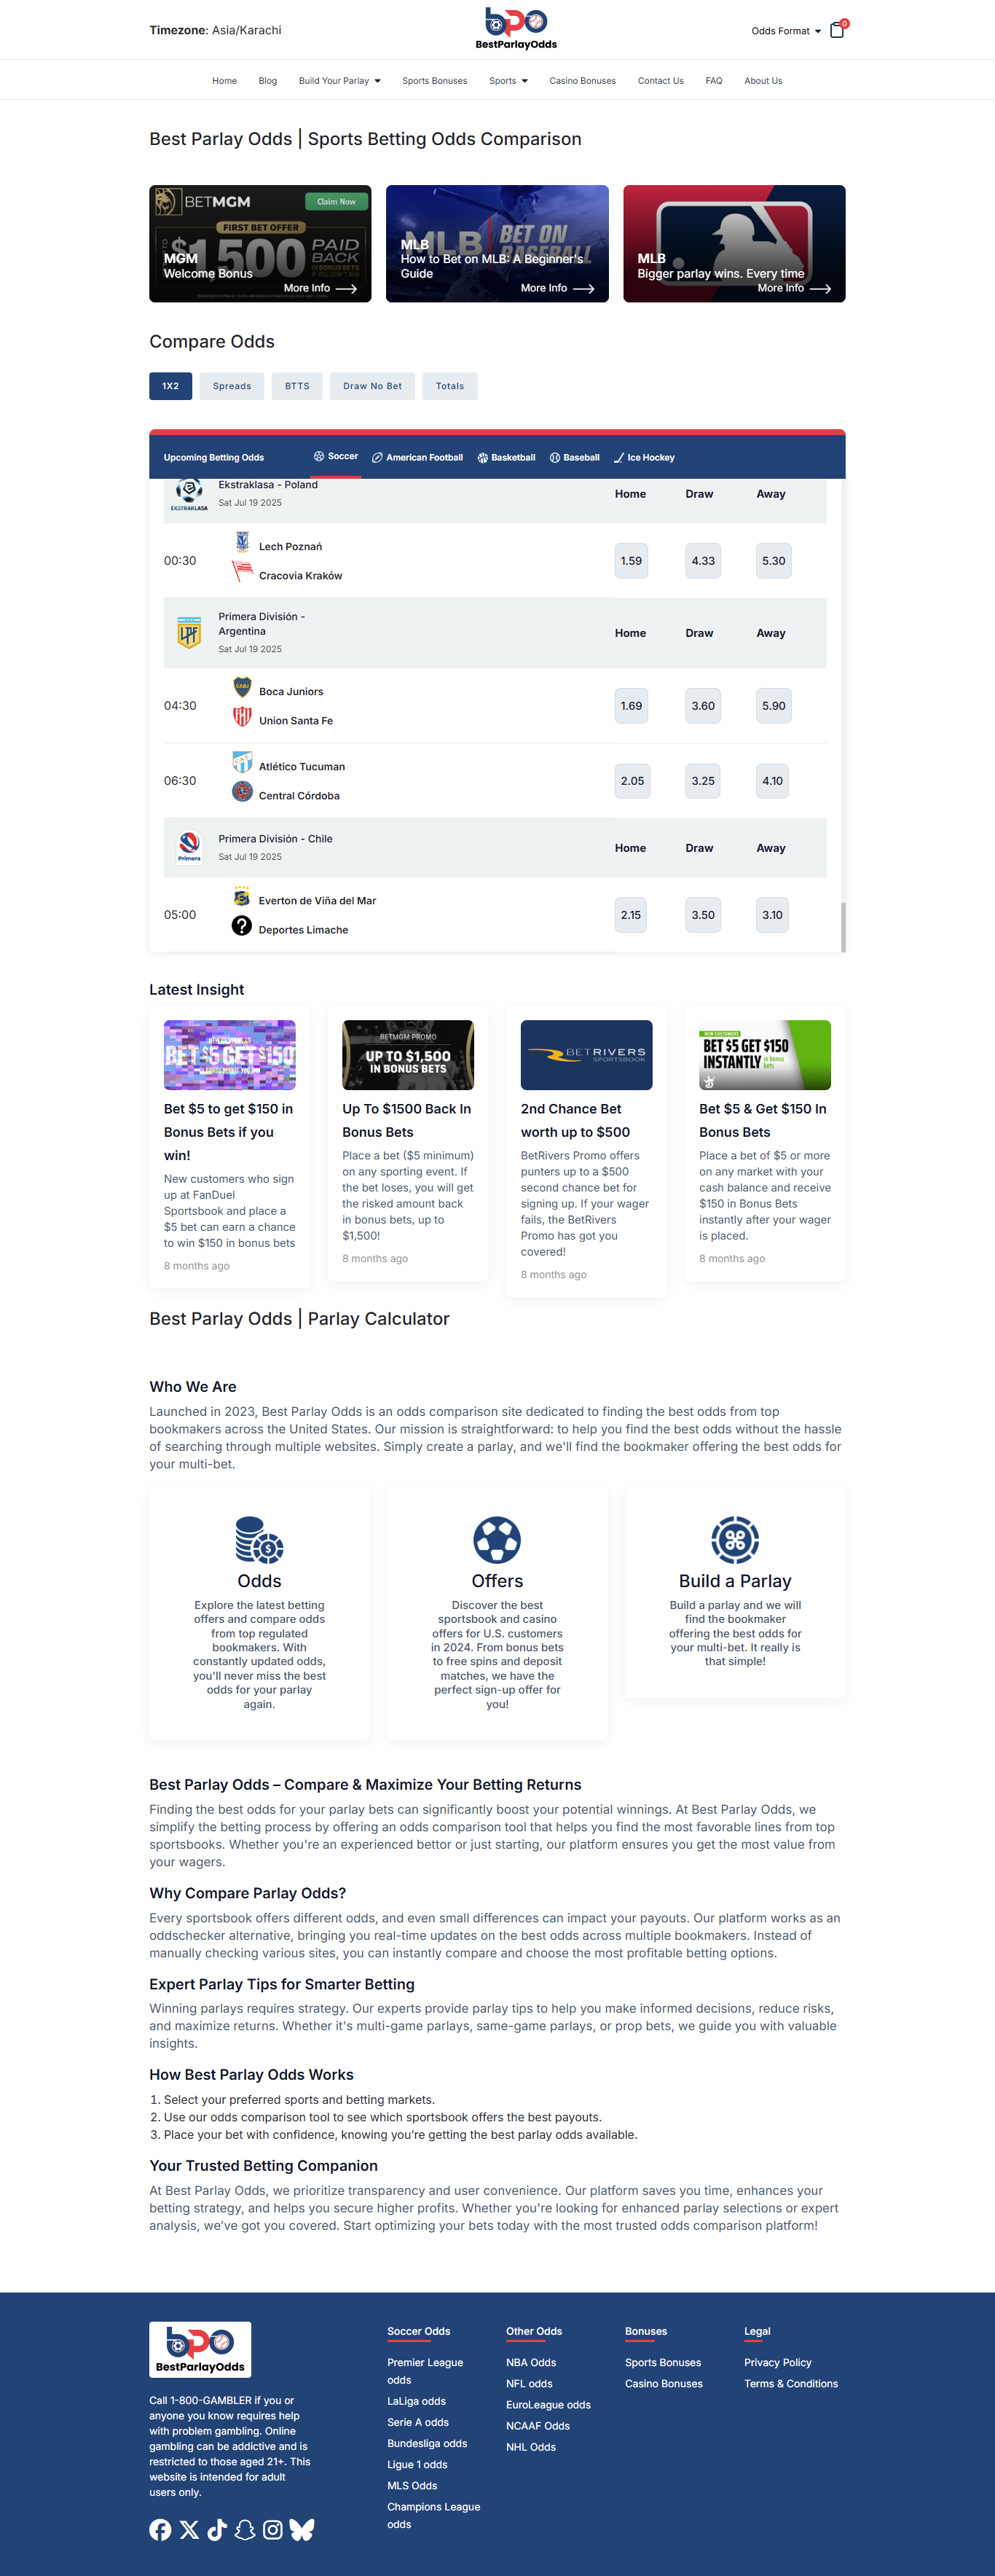 Timezone: Asia/Karachi
bpo
BestParlayOdds
Odds Format
0
Home Blog Build Your Parlay Sports Bonuses Sports Casino Bonuses Contact Us FAQ About Us
Best Parlay Odds | Sports Betting Odds Comparison
BETMGM
Claim Now
FIRST BET OFFER
$1500 PAID BACK
IN BONUS BETS
MGM
Welcome Bonus
More Info
MLB BET ON BASEBALL
MLB
How to Bet on MLB: A Beginner's
Guide
More Info
MLB
Bigger parlay wins. Every time
More Info
Compare Odds
1X2 Spreads BTTS Draw No Bet Totals
Upcoming Betting Odds Soccer American Football Basketball Baseball Ice Hockey
EKSTRAKLASA
Ekstraklasa - Poland
Sat Jul 19 2025
Home Draw Away
00:30
Lech Poznań
Cracovia Kraków
1.59 4.33 5.30
LPF
Primera División -
Argentina
Sat Jul 19 2025
Home Draw Away
04:30
Boca Juniors
Union Santa Fe
1.69 3.60 5.90
06:30
Atlético Tucuman
Central Córdoba
2.05 3.25 4.10
Primera
Primera División - Chile
Sat Jul 19 2025
Home Draw Away
05:00
Everton de Viña del Mar
?
Deportes Limache
2.15 3.50 3.10
Latest Insight
BET $5 GET $150
Bet $5 to get $150 in
Bonus Bets if you
win!
New customers who sign
up at FanDuel
Sportsbook and place a
$5 bet can earn a chance
to win $150 in bonus bets
8 months ago
BETMGM PROMO
UP TO $1,500
IN BONUS BETS
Up To $1500 Back In
Bonus Bets
Place a bet ($5 minimum)
on any sporting event. If
the bet loses, you will get
the risked amount back
in bonus bets, up to
$1,500!
8 months ago
BETRIVERS
SPORTSBOOK
2nd Chance Bet
worth up to $500
BetRivers Promo offers
punters up to a $500
second chance bet for
signing up. If your wager
fails, the BetRivers
Promo has got you
covered!
8 months ago
NEW CUSTOMERS
BET $5 GET $150
INSTANTLY in bonus bets
Bet $5 & Get $150 In
Bonus Bets
Place a bet of $5 or more
on any market with your
cash balance and receive
$150 in Bonus Bets
instantly after your wager
is placed.
8 months ago
Best Parlay Odds | Parlay Calculator
Who We Are
Launched in 2023, Best Parlay Odds is an odds comparison site dedicated to finding the best odds from top
bookmakers across the United States. Our mission is straightforward: to help you find the best odds without the hassle
of searching through multiple websites. Simply create a parlay, and we'll find the bookmaker offering the best odds for
your multi-bet.
Odds
Explore the latest betting
offers and compare odds
from top regulated
bookmakers. With
constantly updated odds,
you'll never miss the best
odds for your parlay
again.
Offers
Discover the best
sportsbook and casino
offers for U.S. customers
in 2024. From bonus bets
to free spins and deposit
matches, we have the
perfect sign-up offer for
you!
Build a Parlay
Build a parlay and we will
find the bookmaker
offering the best odds for
your multi-bet. It really is
that simple!
Best Parlay Odds – Compare & Maximize Your Betting Returns
Finding the best odds for your parlay bets can significantly boost your potential winnings. At Best Parlay Odds, we
simplify the betting process by offering an odds comparison tool that helps you find the most favorable lines from top
sportsbooks. Whether you're an experienced bettor or just starting, our platform ensures you get the most value from
your wagers.
Why Compare Parlay Odds?
Every sportsbook offers different odds, and even small differences can impact your payouts. Our platform works as an
oddschecker alternative, bringing you real-time updates on the best odds across multiple bookmakers. Instead of
manually checking various sites, you can instantly compare and choose the most profitable betting options.
Expert Parlay Tips for Smarter Betting
Winning parlays requires strategy. Our experts provide parlay tips to help you make informed decisions, reduce risks,
and maximize returns. Whether it's multi-game parlays, same-game parlays, or prop bets, we guide you with valuable
insights.
How Best Parlay Odds Works
1. Select your preferred sports and betting markets.
2. Use our odds comparison tool to see which sportsbook offers the best payouts.
3. Place your bet with confidence, knowing you’re getting the best parlay odds available.
Your Trusted Betting Companion
At Best Parlay Odds, we prioritize transparency and user convenience. Our platform saves you time, enhances your
betting strategy, and helps you secure higher profits. Whether you're looking for enhanced parlay selections or expert
analysis, we’ve got you covered. Start optimizing your bets today with the most trusted odds comparison platform!
bpo
BestParlayOdds
Call 1-800-GAMBLER if you or
anyone you know requires help
with problem gambling. Online
gambling can be addictive and is
restricted to those aged 21+. This
website is intended for adult
users only.
Soccer Odds
Premier League
odds
LaLiga odds
Serie A odds
Bundesliga odds
Ligue 1 odds
MLS Odds
Champions League
odds
Other Odds
NBA Odds
NFL odds
EuroLeague odds
NCAAF Odds
NHL Odds
Bonuses
Sports Bonuses
Casino Bonuses
Legal
Privacy Policy
Terms & Conditions